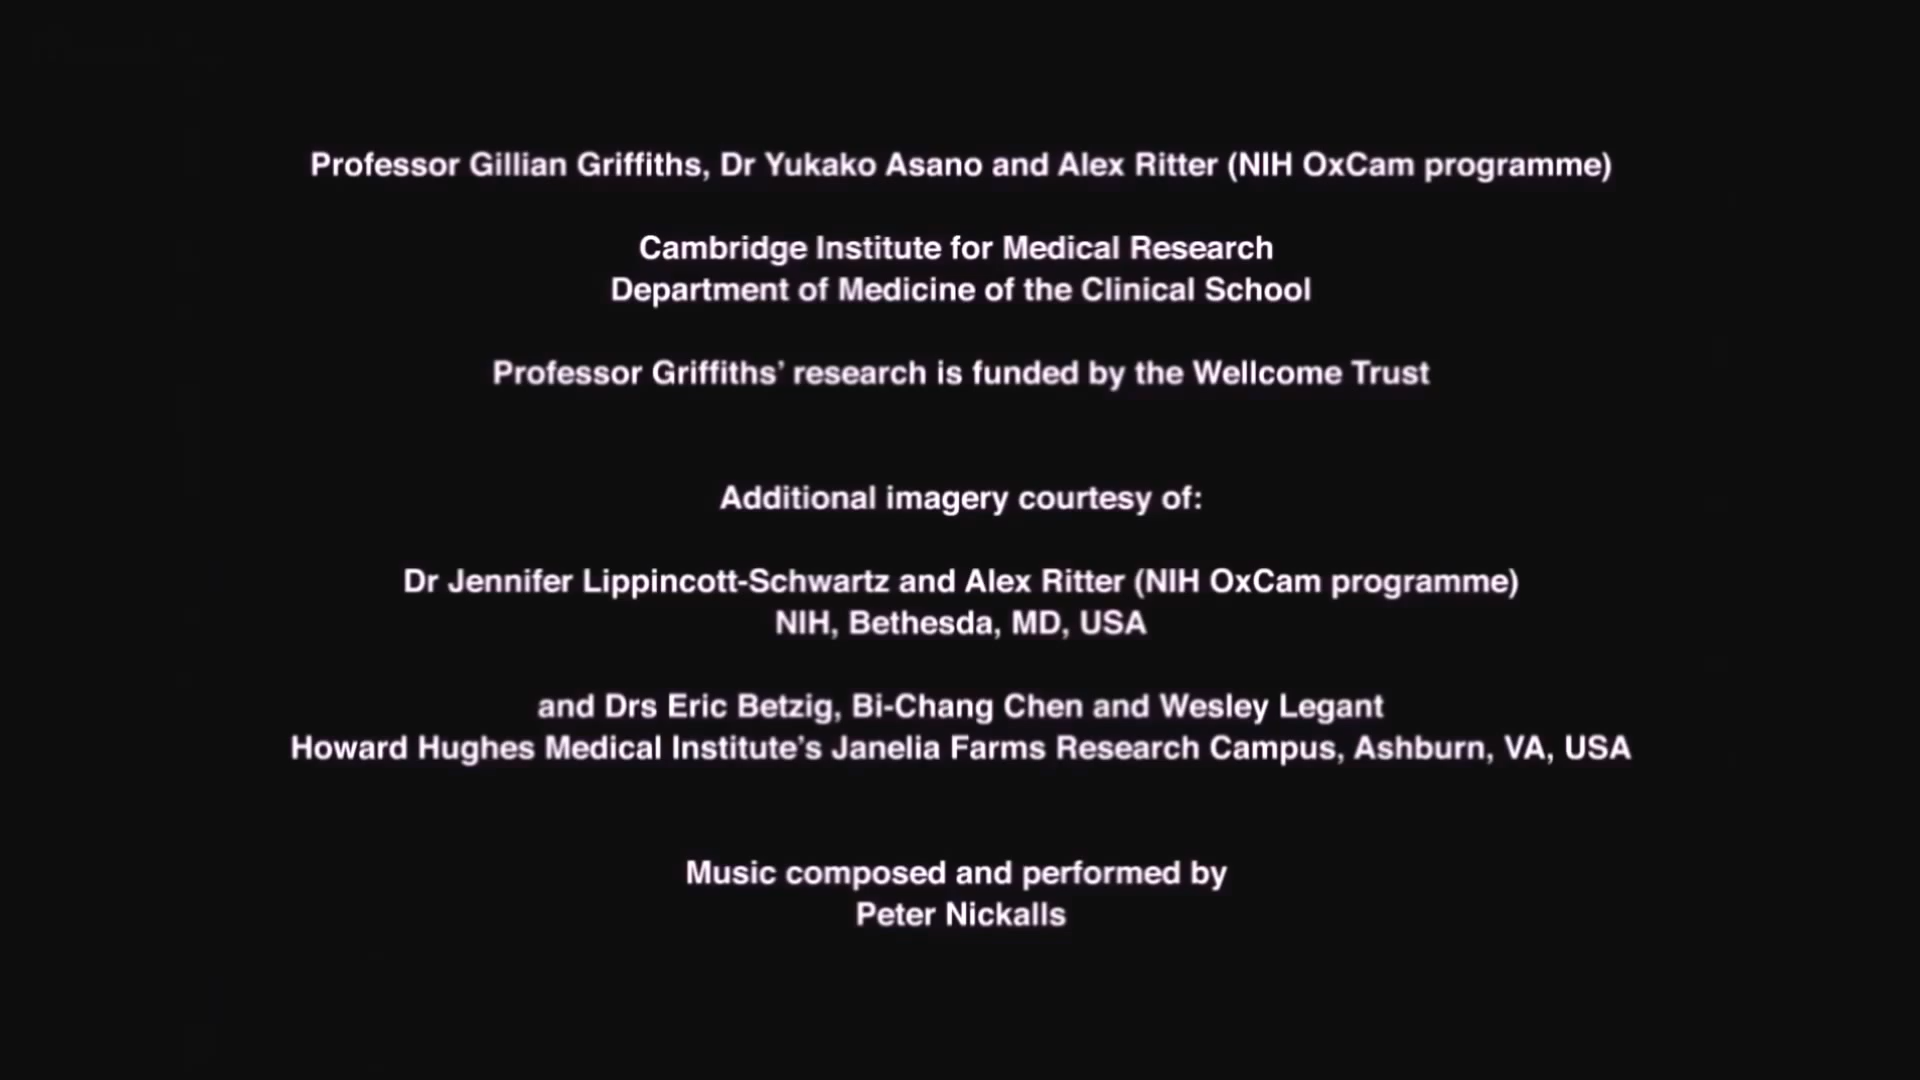 Professor Gillian Griffiths, Dr Yukako Asano and Alex Ritter (NIH OxCam programme)
Cambridge Institute for Medical Research
Department of Medicine of the Clinical School
Professor Griffiths’ research is funded by the Wellcome Trust
Additional imagery courtesy of:
Dr Jennifer Lippincott-Schwartz and Alex Ritter (NIH OxCam programme)
NIH, Bethesda, MD, USA
and Drs Eric Betzig, Bi-Chang Chen and Wesley Legant
Howard Hughes Medical Institute’s Janelia Farms Research Campus, Ashburn, VA, USA
Music composed and performed by
Peter Nickalls